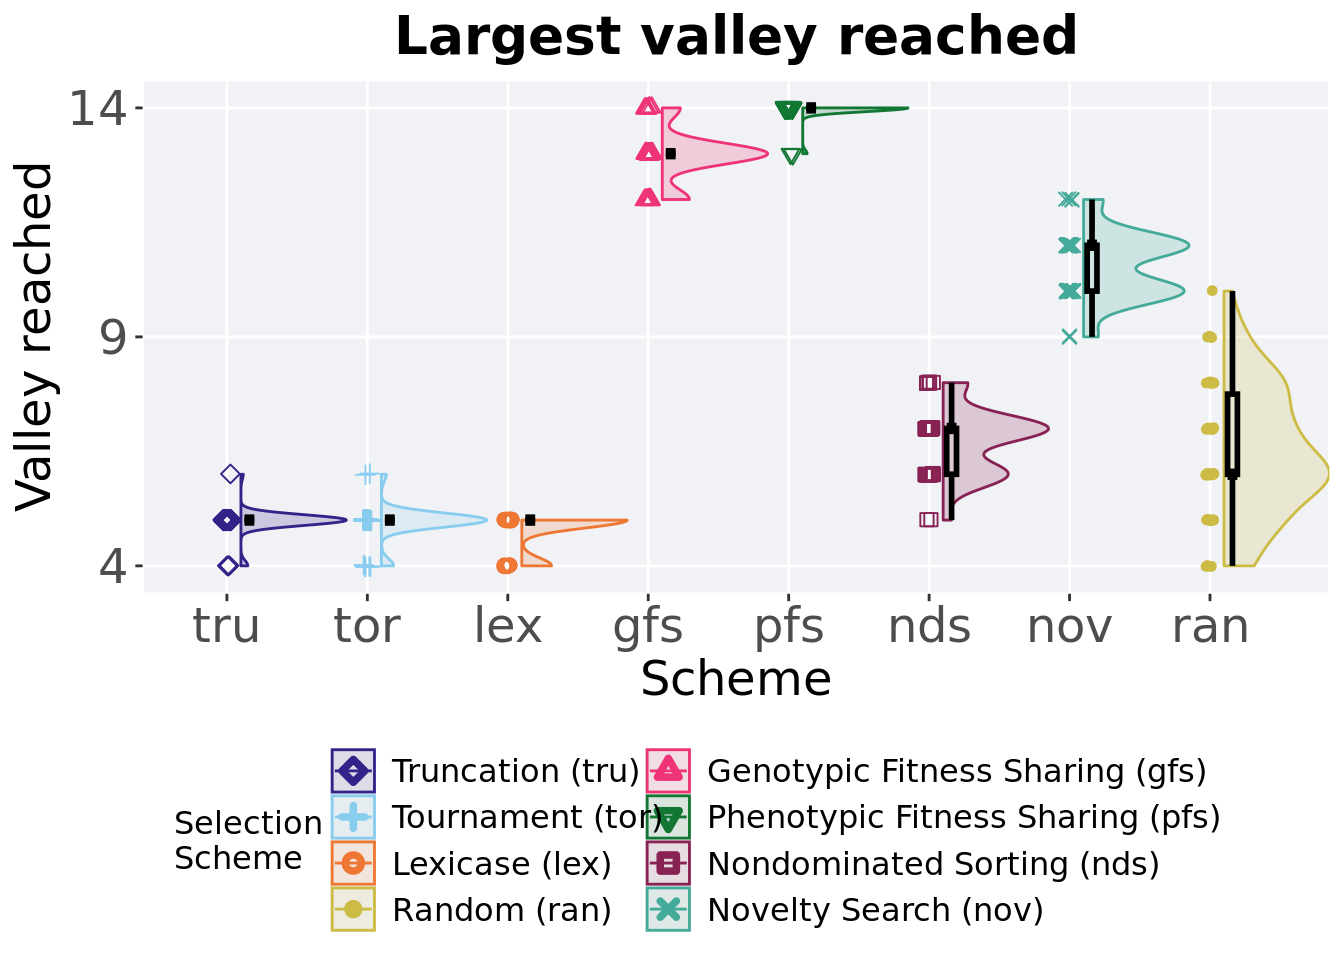 Largest valley reached
Valley reached
14
9
4
tru tor lex gfs pfs nds nov ran
Scheme
Selection
Scheme
Truncation (tru)
Tournament (tor)
Lexicase (lex)
Random (ran)
Genotypic Fitness Sharing (gfs)
Phenotypic Fitness Sharing (pfs)
Nondominated Sorting (nds)
Novelty Search (nov)